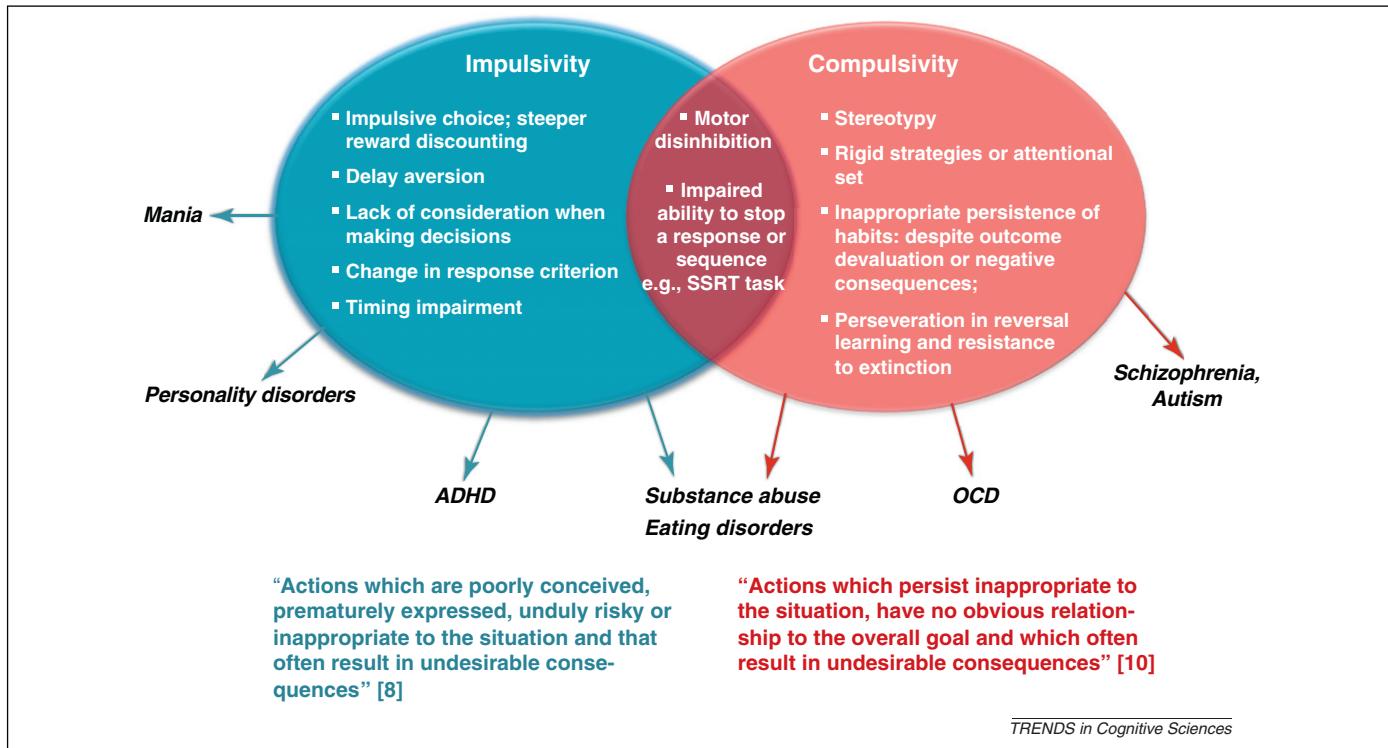 Impulsivity
▪ Impulsive choice; steeper
reward discounting
▪ Delay aversion
▪ Lack of consideration when
making decisions
▪ Change in response criterion
▪ Timing impairment
▪ Motor
disinhibition
▪ Impaired
ability to stop
a response or
sequence
e.g., SSRT task
Compulsivity
▪ Stereotypy
▪ Rigid strategies or attentional
set
▪ Inappropriate persistence of
habits: despite outcome
devaluation or negative
consequences;
▪ Perseveration in reversal
learning and resistance
to extinction
Mania
Personality disorders
ADHD
Substance abuse
Eating disorders
OCD
Schizophrenia,
Autism
“Actions which are poorly conceived,
prematurely expressed, unduly risky or
inappropriate to the situation and that
often result in undesirable conse-
quences” [8]
“Actions which persist inappropriate to
the situation, have no obvious relation-
ship to the overall goal and which often
result in undesirable consequences” [10]
TRENDS in Cognitive Sciences